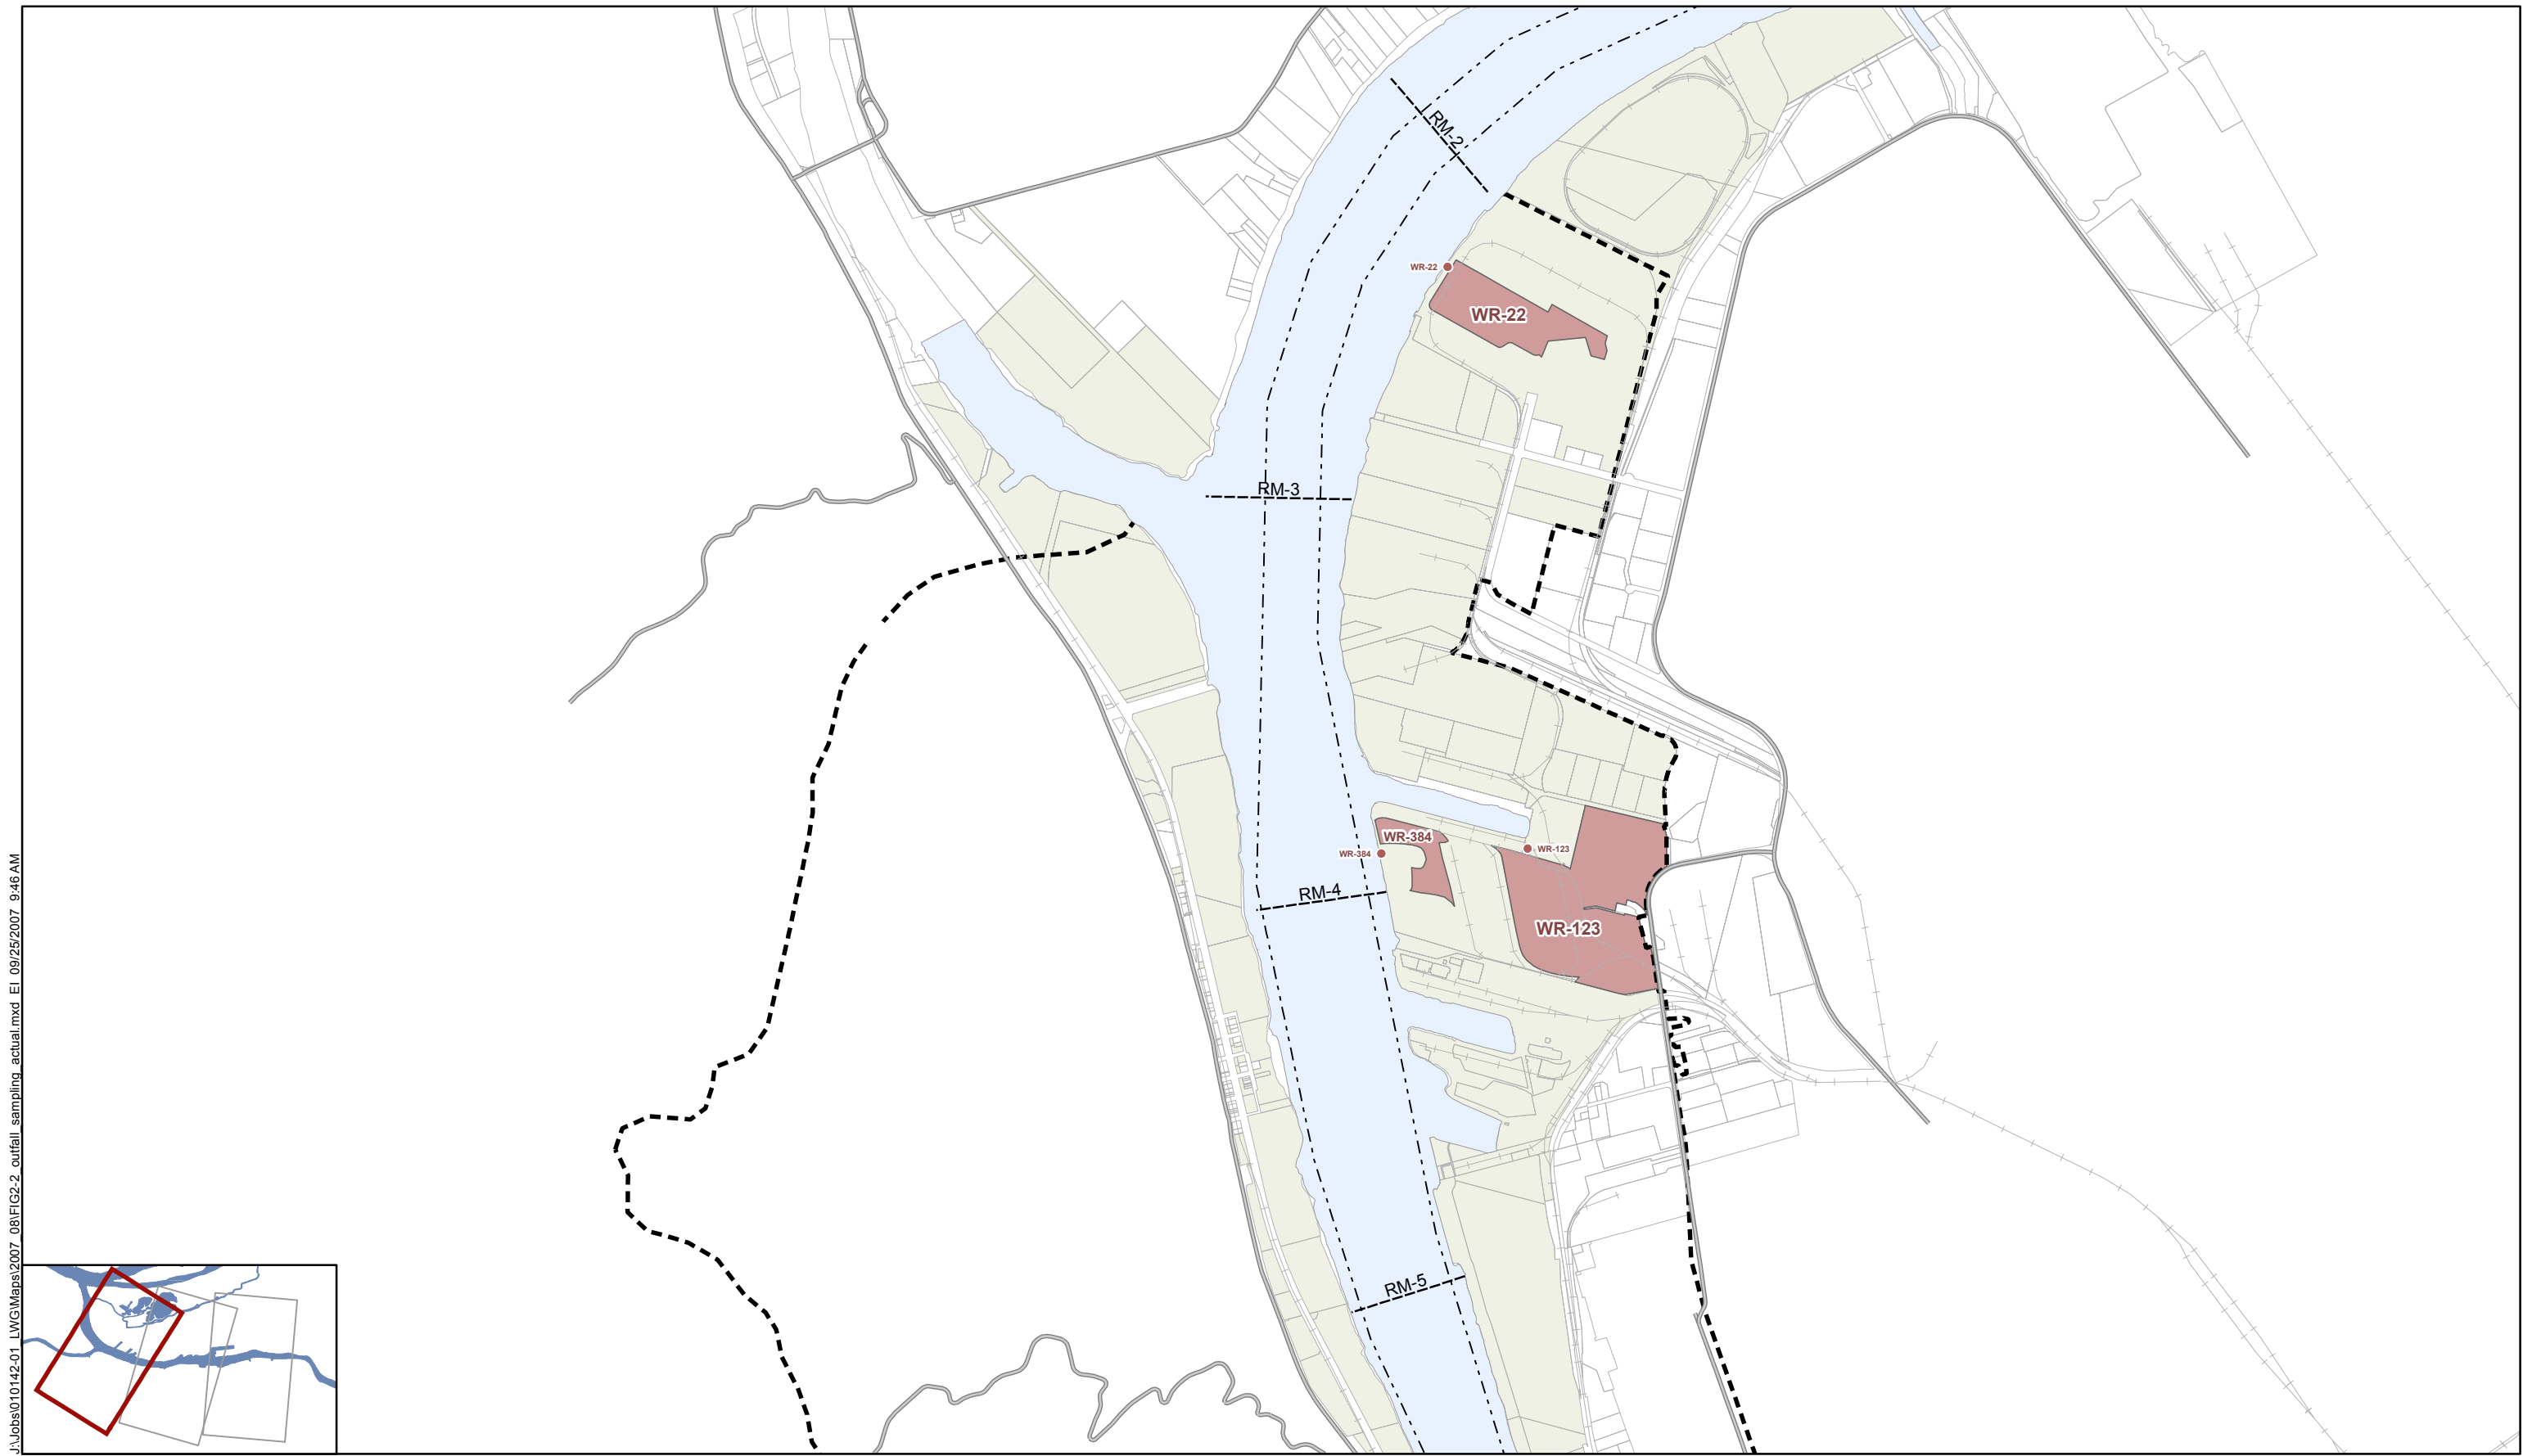 RM-2
WR-22
WR-22
RM-3
WR-384
WR-384
WR-123
RM-4
WR-123
RM-5
J:\Jobs\010142-01_LWG\Maps\2007_08\FIG2-2_outfall_sampling_actual.mxd EI 09/25/2007 9:46 AM